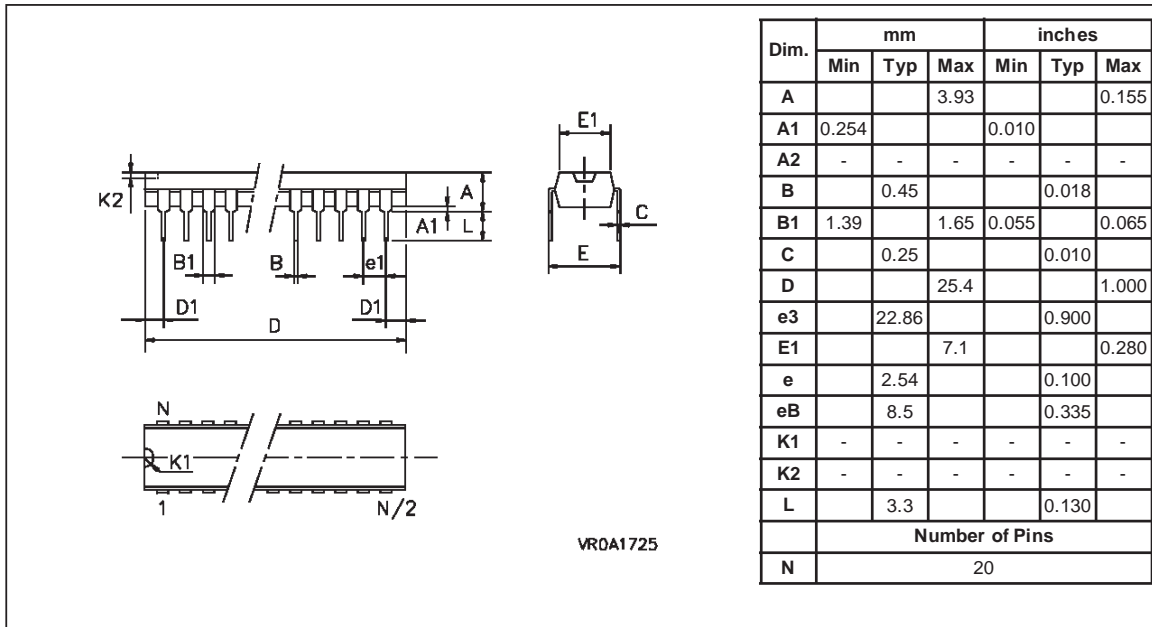 E1
K2
A
A1
L
C
B1
B
e1
E
D1
D1
D
N
K1
1
N/2
VR0A1725
Dim. mm inches
Min Typ Max Min Typ Max
A 3.93 0.155
A1 0.254 0.010
A2 - - - - - -
B 0.45 0.018
B1 1.39 1.65 0.055 0.065
C 0.25 0.010
D 25.4 1.000
e3 22.86 0.900
E1 7.1 0.280
e 2.54 0.100
eB 8.5 0.335
K1 - - - - - -
K2 - - - - - -
L 3.3 0.130
Number of Pins
N 20